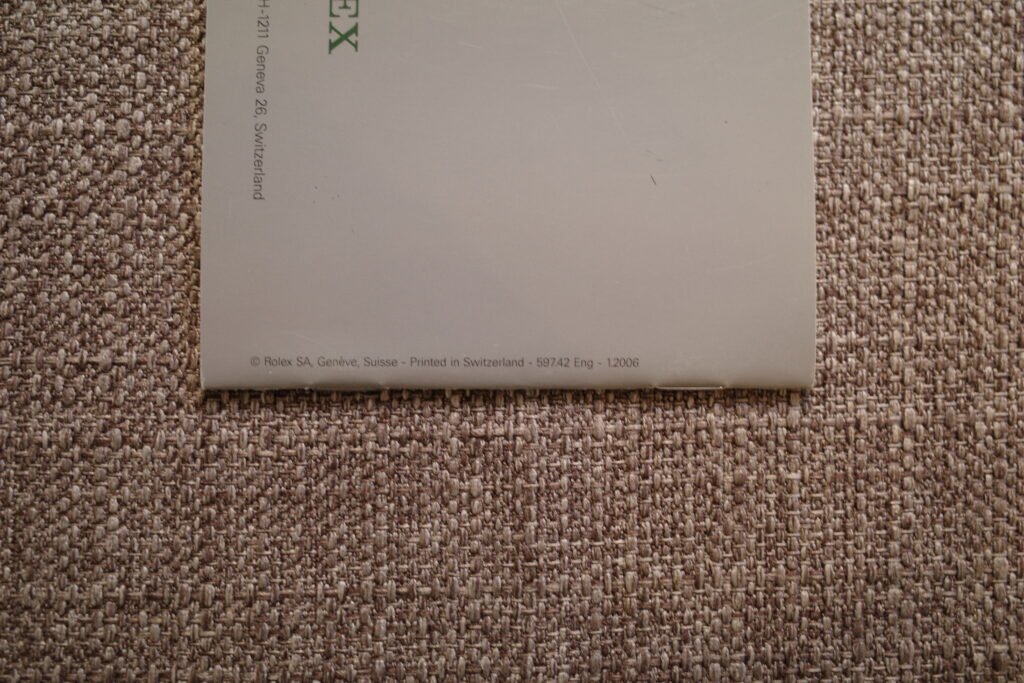 EX
H-1211 Geneva 26, Switzerland
© Rolex SA, Genève, Suisse - Printed in Switzerland - 597.42 Eng - 1.2006